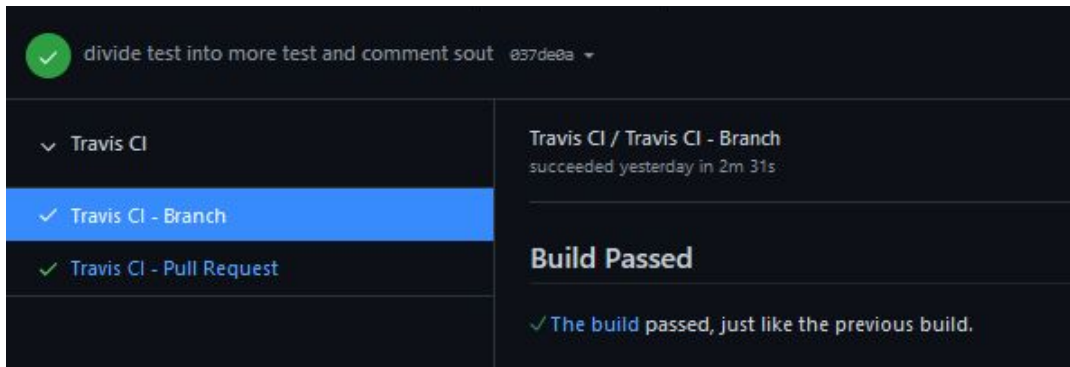 divide test into more test and comment sout 037de0a
Travis CI
Travis CI - Branch
Travis CI - Pull Request
Travis CI / Travis CI - Branch
succeeded yesterday in 2m 31s
Build Passed
The build passed, just like the previous build.